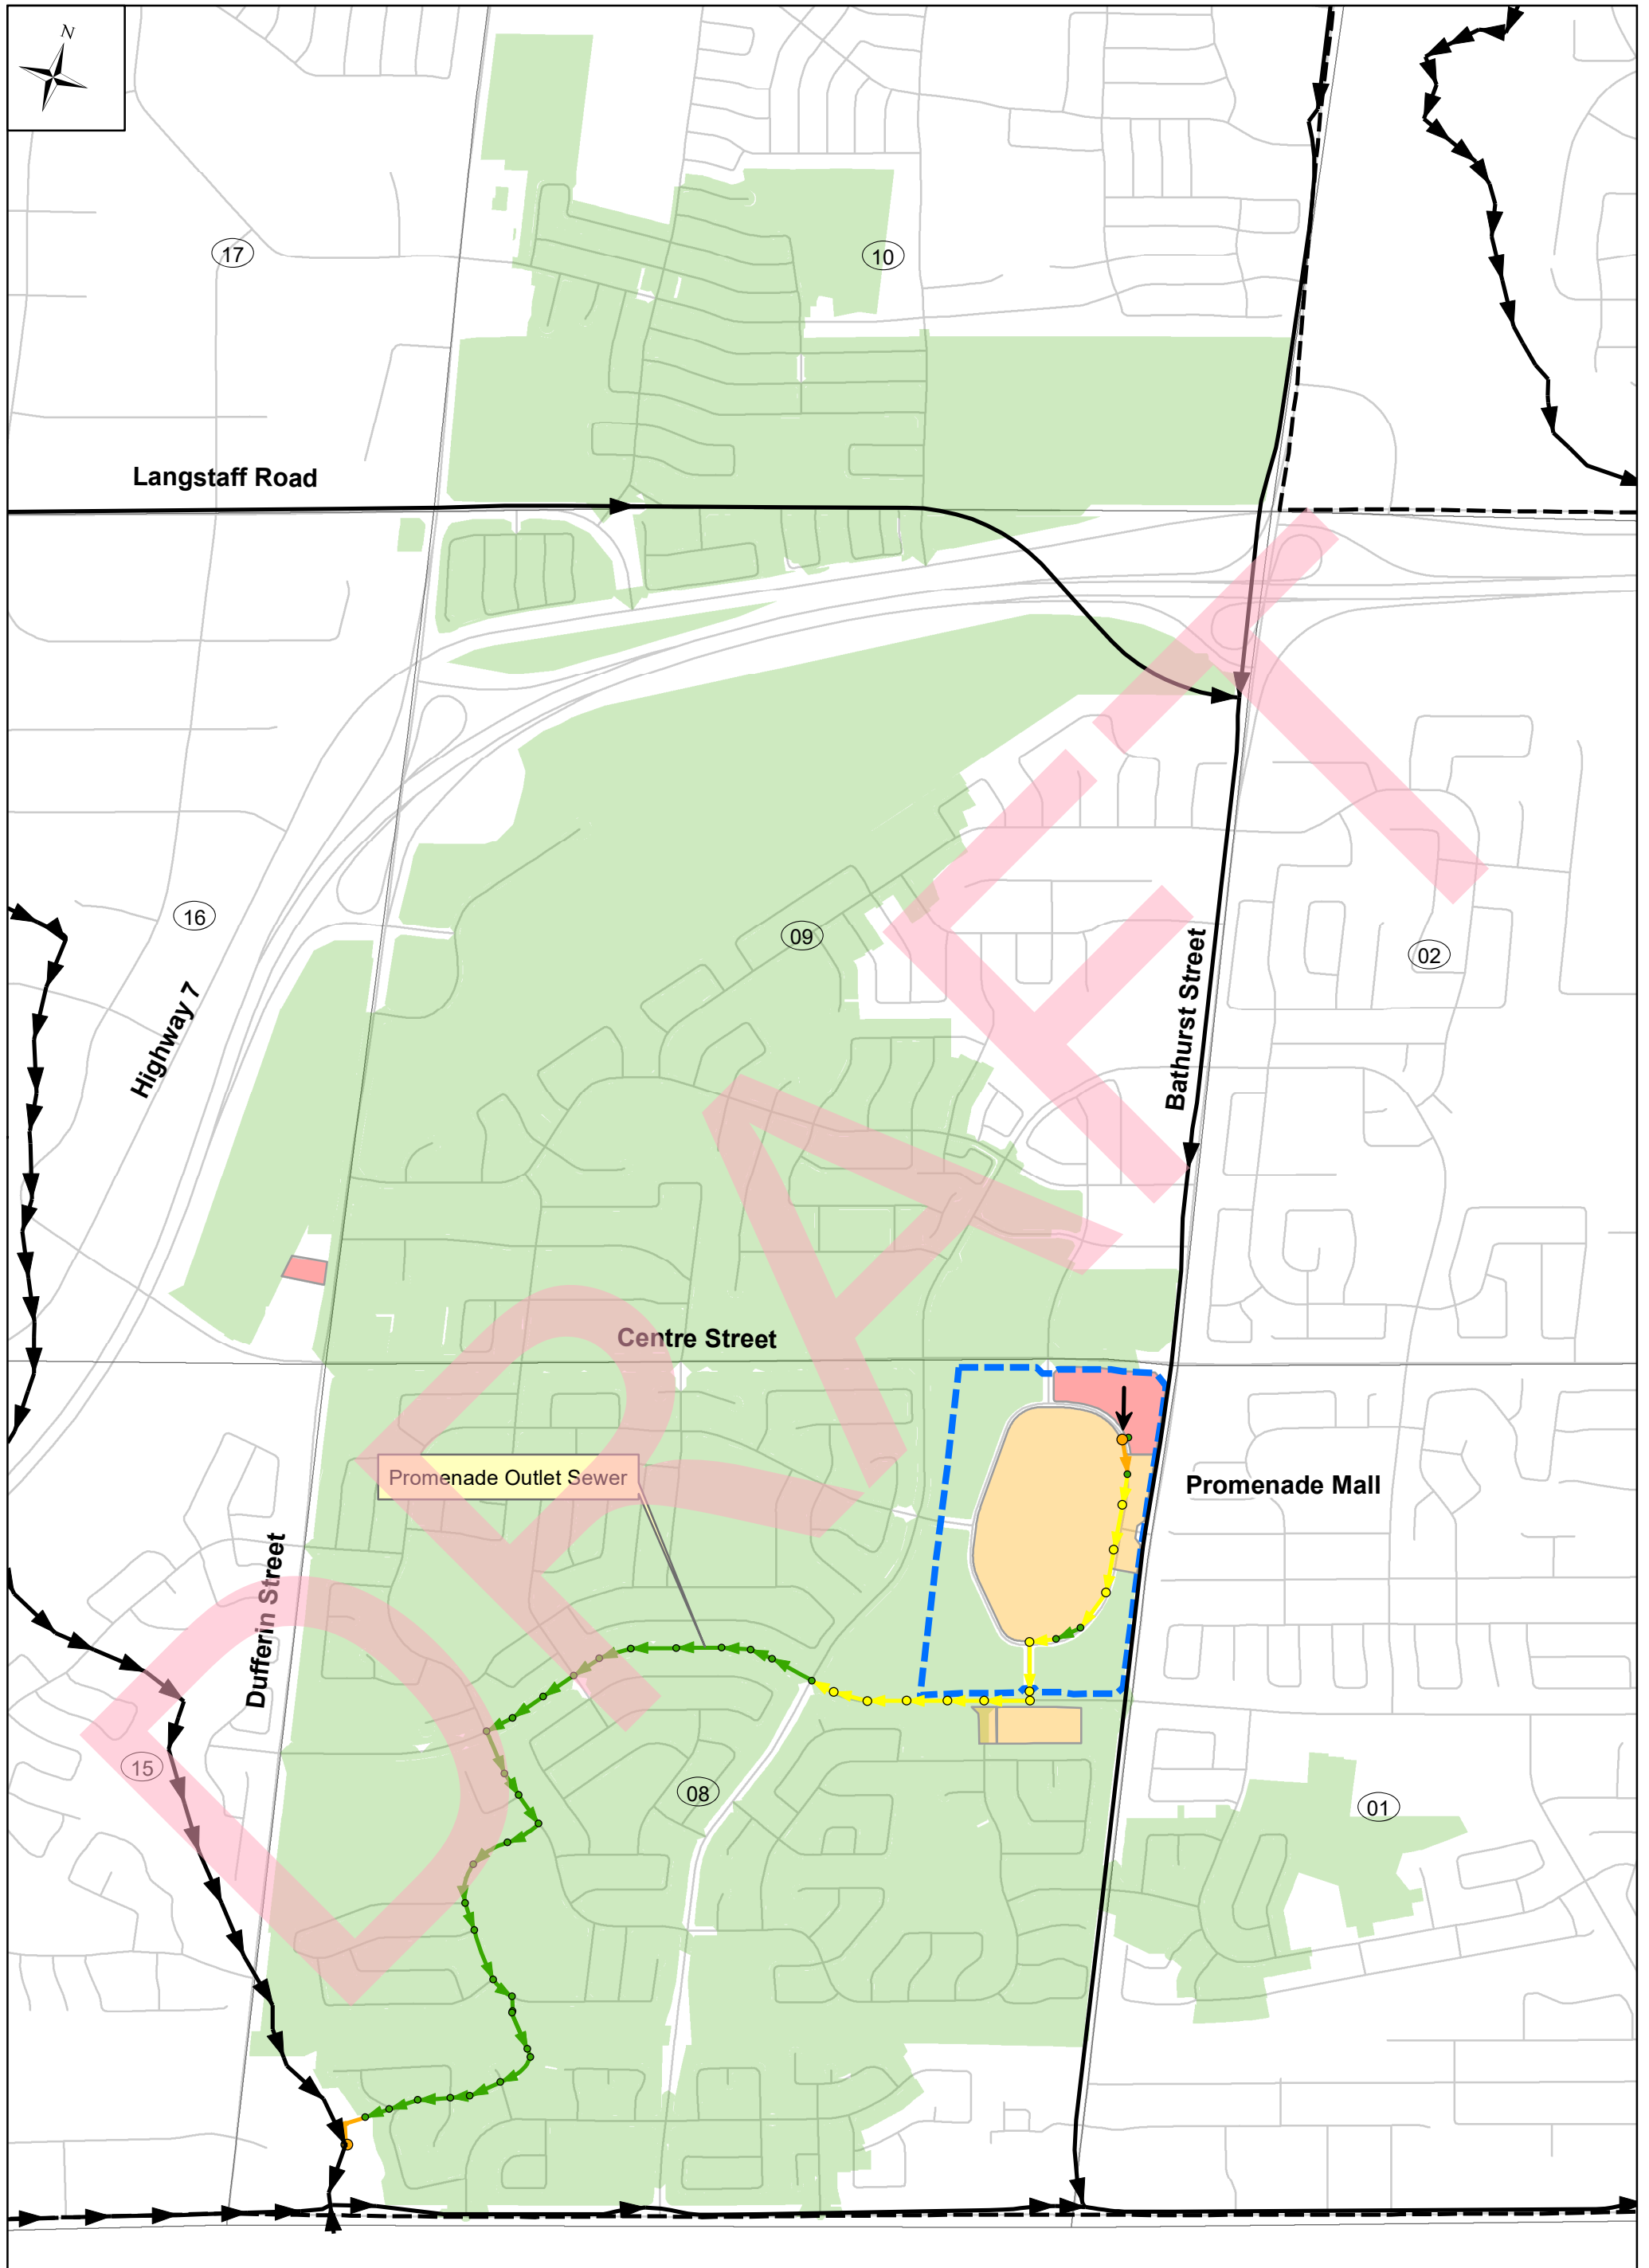 N
17
10
Langstaff Road
16
09
02
Highway 7
Bathurst Street
Centre Street
Promenade Outlet Sewer
Promenade Mall
Dufferin Street
15
08
01
DRAFT